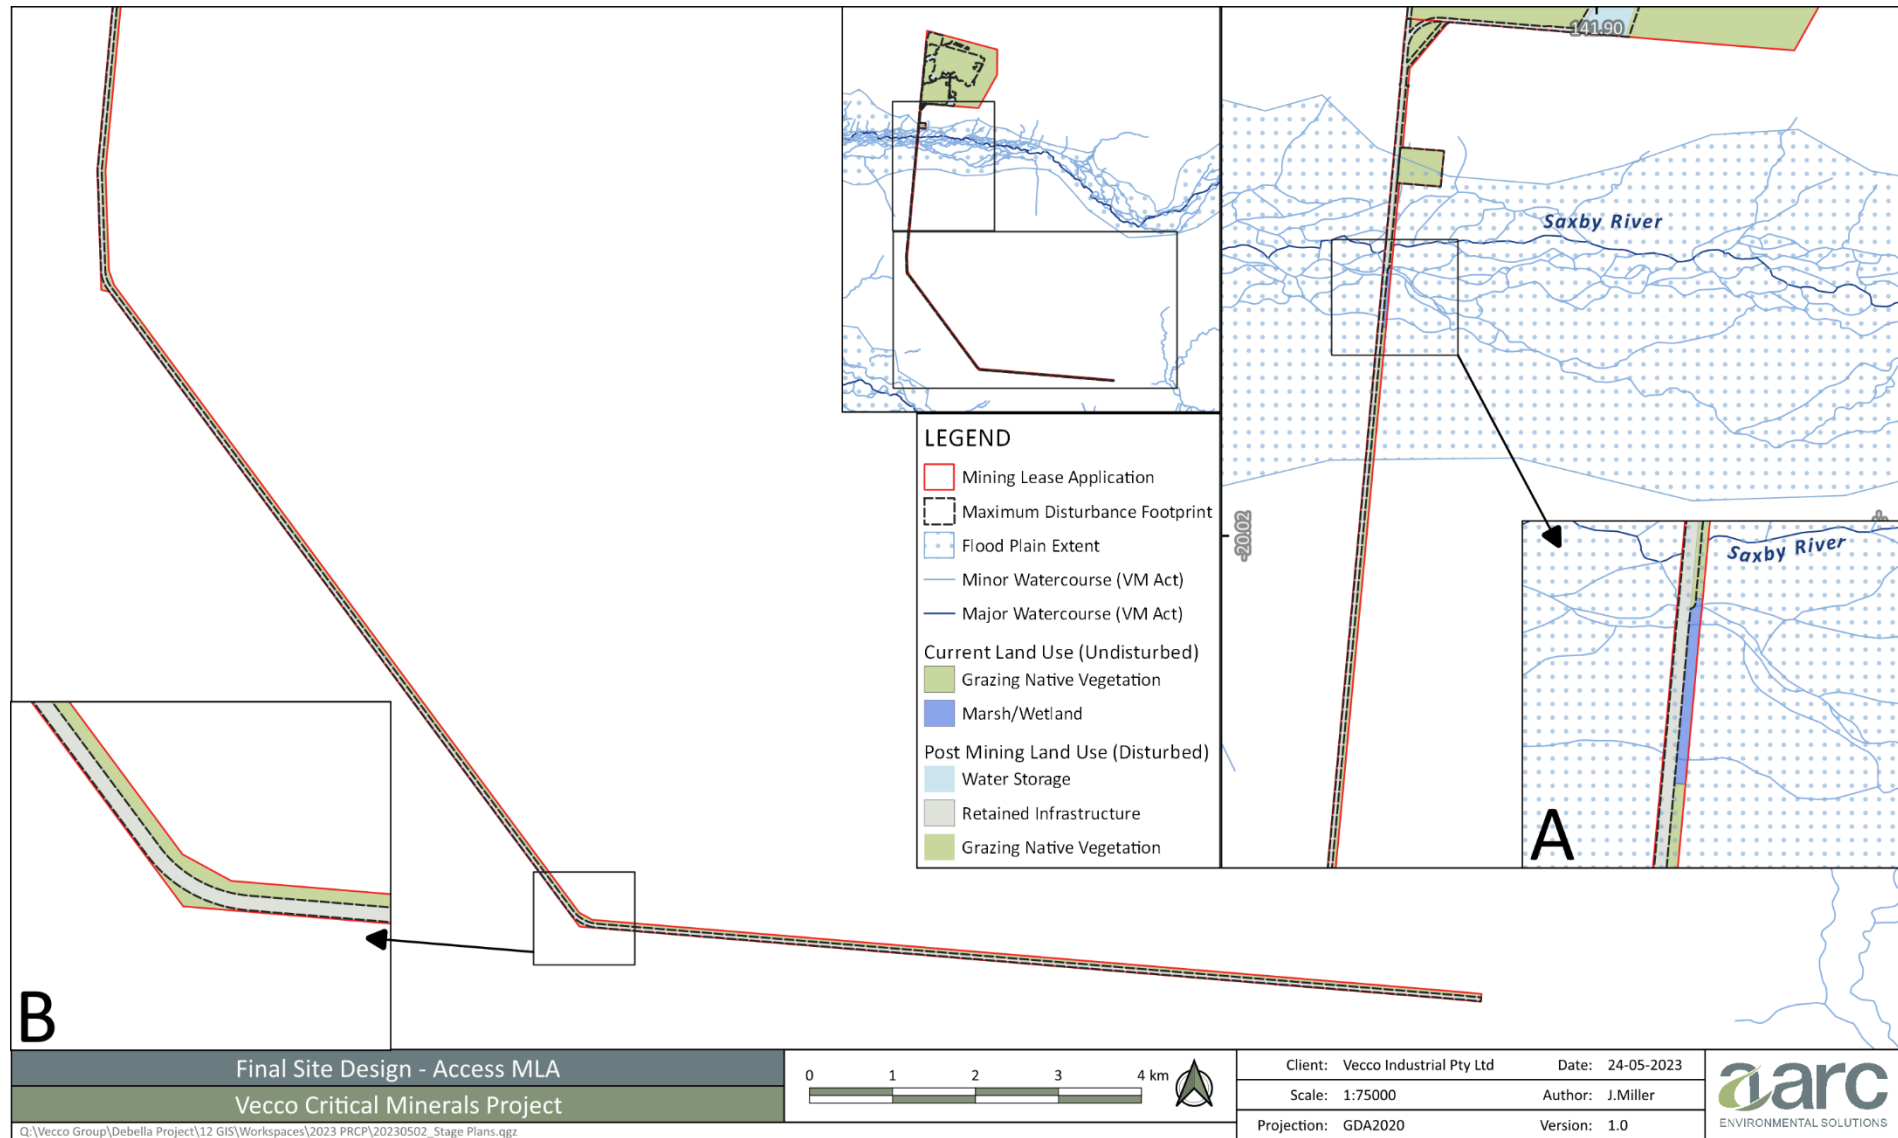 141.90
Saxby River
-20.02
LEGEND
Mining Lease Application
Maximum Disturbance Footprint
Flood Plain Extent
Minor Watercourse (VM Act)
Major Watercourse (VM Act)
Current Land Use (Undisturbed)
Grazing Native Vegetation
Marsh/Wetland
Post Mining Land Use (Disturbed)
Water Storage
Retained Infrastructure
Grazing Native Vegetation
Saxby River
A
B
Final Site Design - Access MLA
Vecco Critical Minerals Project
Q:\Vecco Group\Debella Project\12 GIS\Workspaces\2023 PRCP\20230502_Stage Plans.qgz
0 1 2 3 4 km
Client: Vecco Industrial Pty Ltd Date: 24-05-2023
Scale: 1:75000 Author: J.Miller
Projection: GDA2020 Version: 1.0
aarc
ENVIRONMENTAL SOLUTIONS